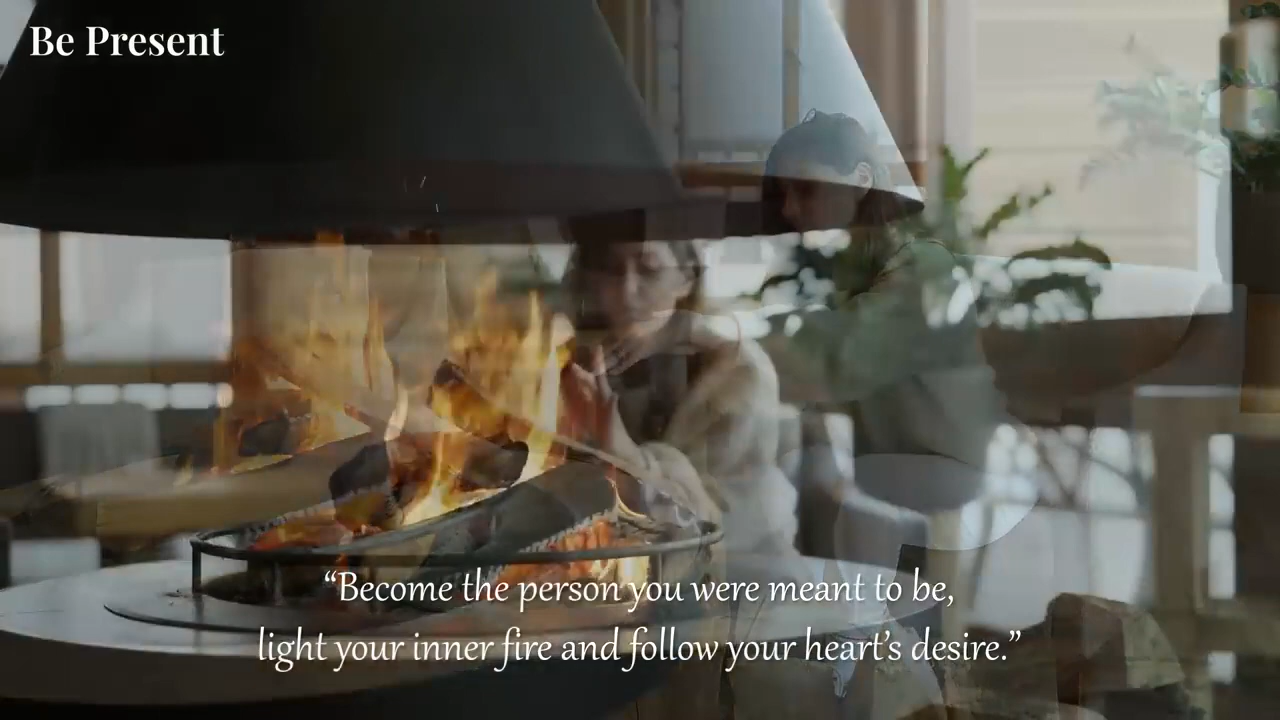 Be Present
“Become the person you were meant to be,
light your inner fire and follow your heart’s desire.”